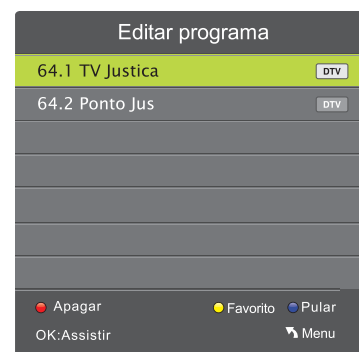 Editar programa
64.1 TV Justica DTV
64.2 Ponto Jus DTV
Apagar Favorito Pular
OK:Assistir Menu